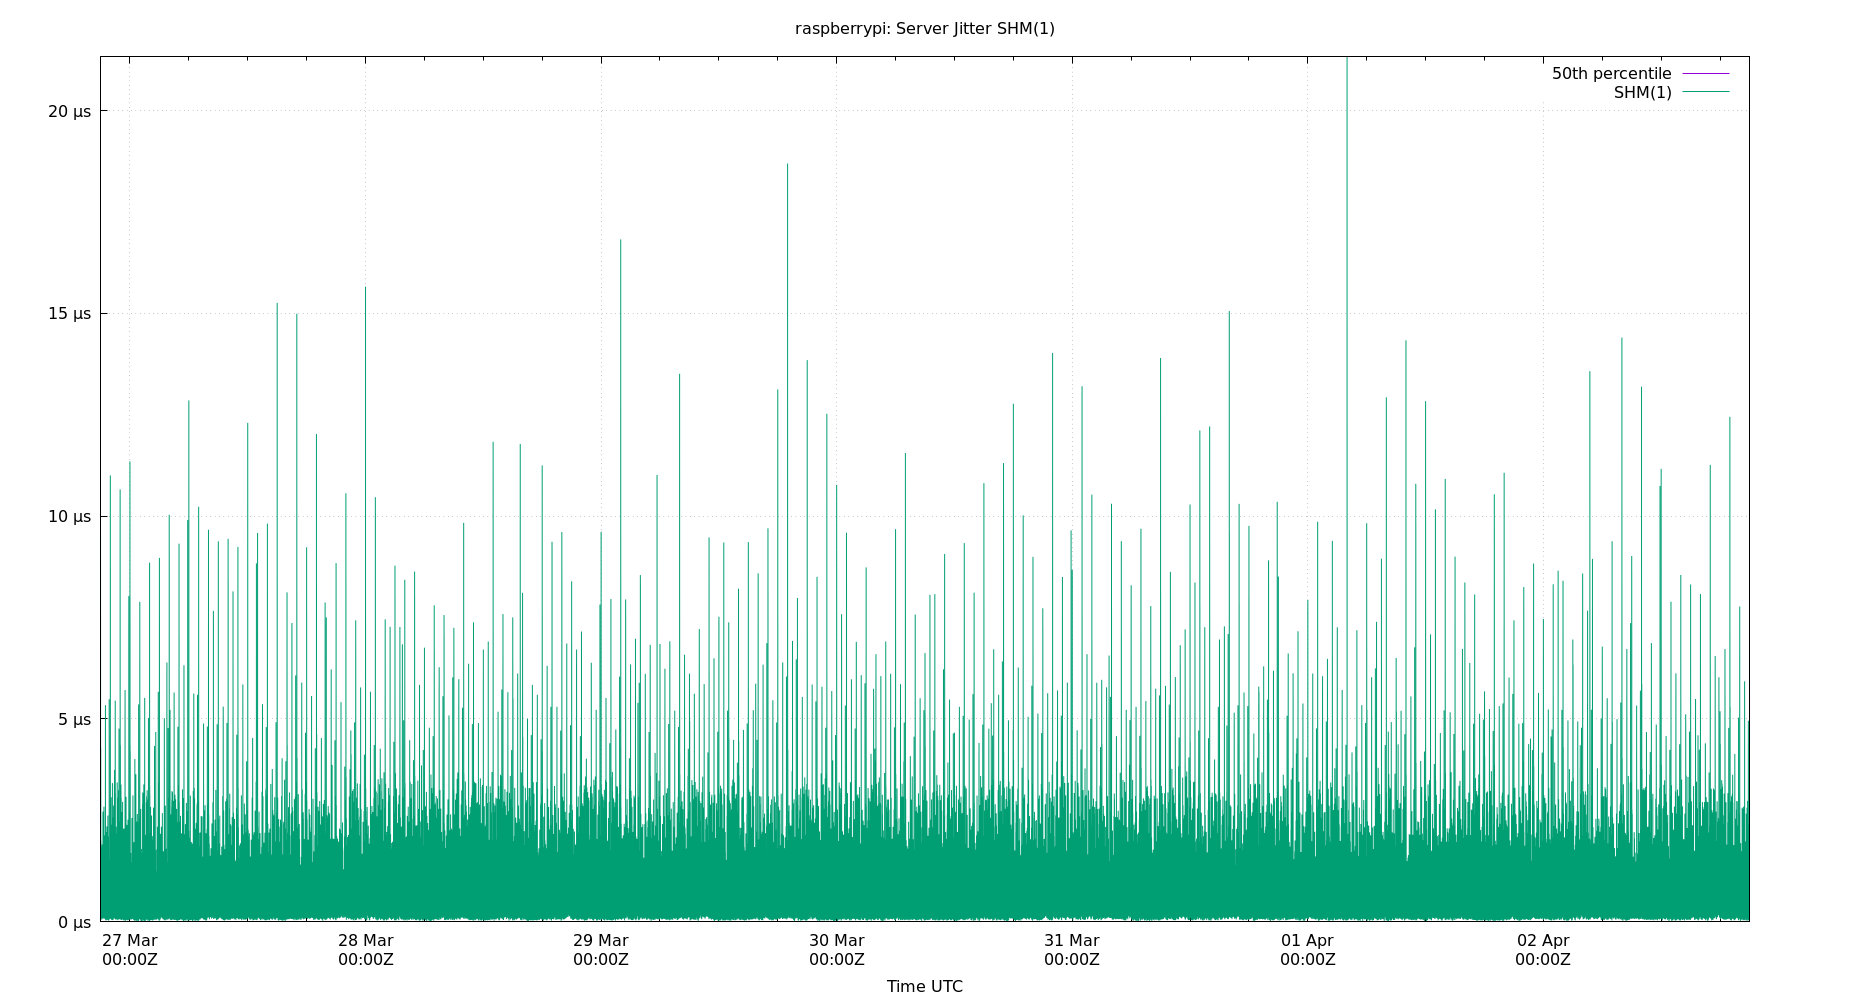 raspberrypi: Server Jitter SHM(1)
50th percentile
SHM(1)
20 µs
15 µs
10 µs
5 µs
0 µs
27 Mar 28 Mar 29 Mar 30 Mar 31 Mar 01 Apr 02 Apr
00:00Z 00:00Z 00:00Z 00:00Z 00:00Z 00:00Z 00:00Z
Time UTC